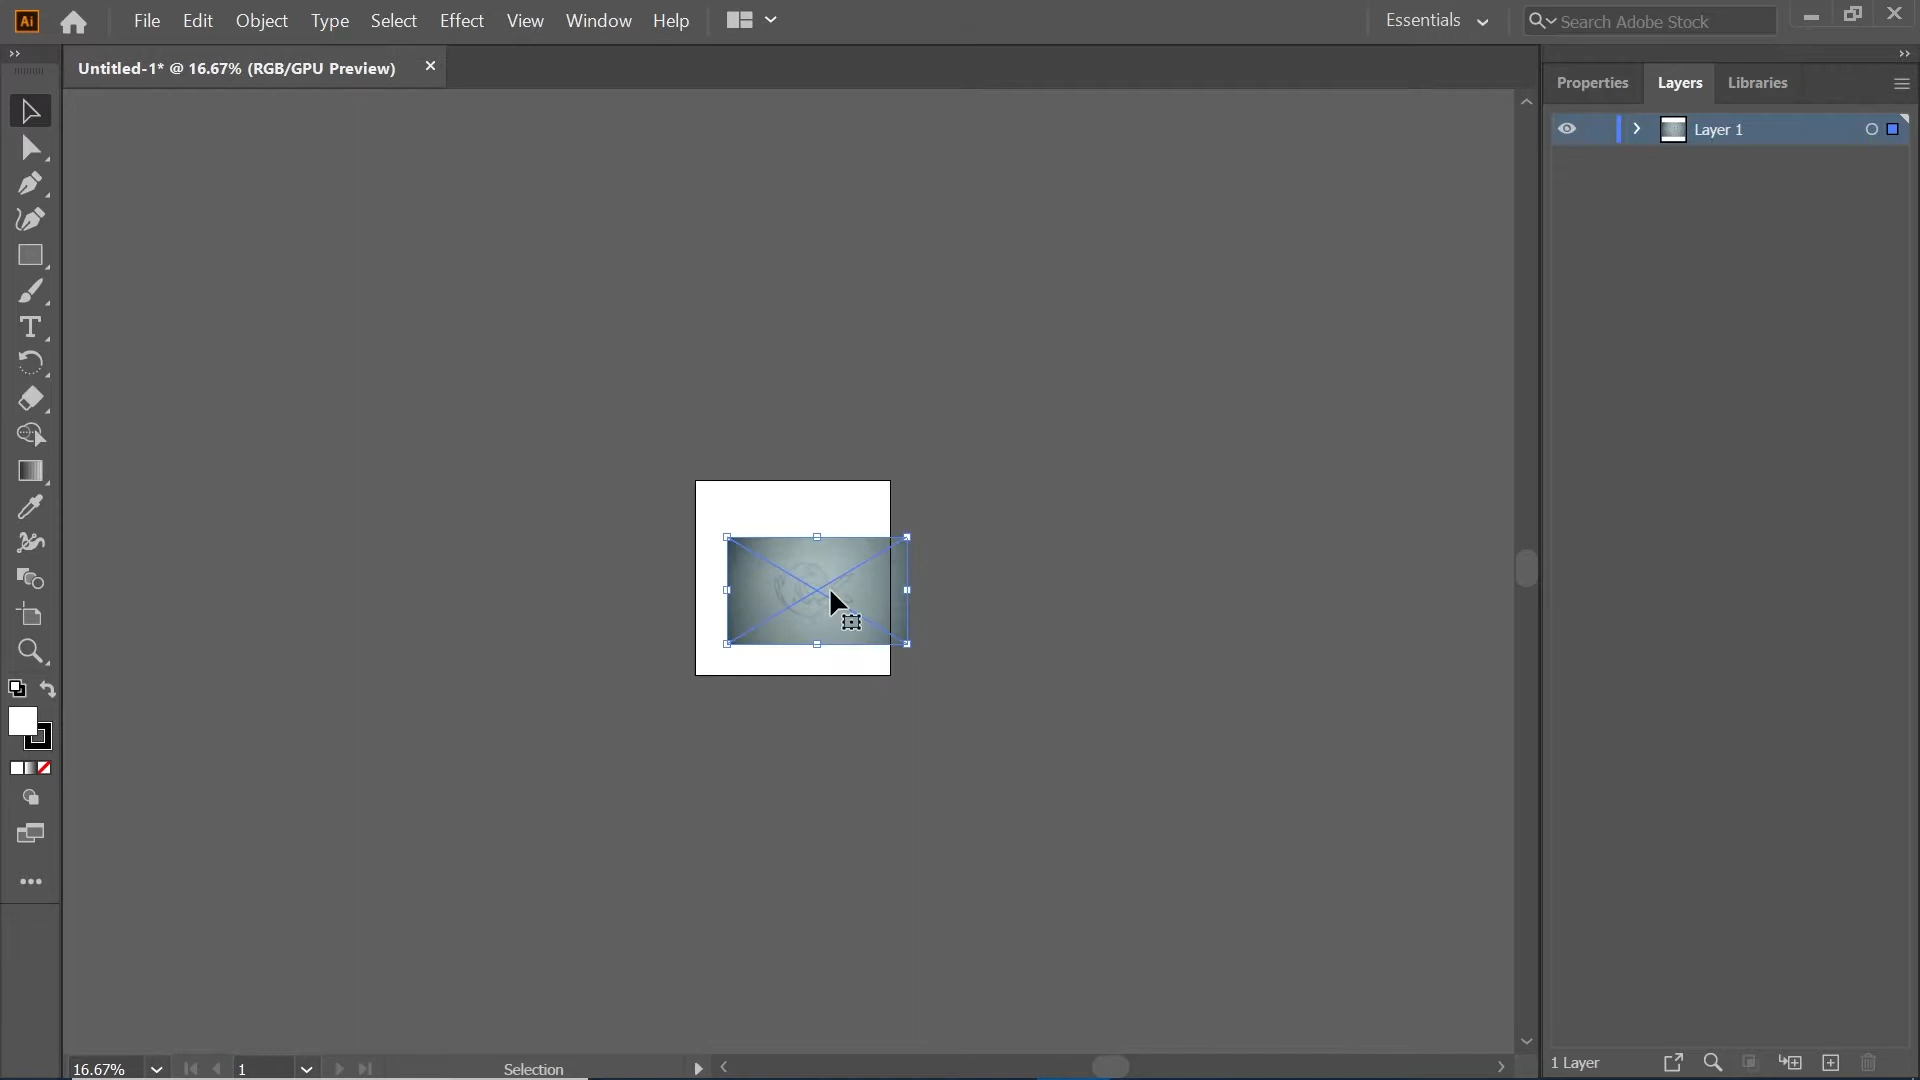 Ai File Edit Object Type Select Effect View Window Help Essentials Search Adobe Stock
Untitled-1* @ 16.67% (RGB/GPU Preview)
Properties Layers Libraries
Layer 1
16.67% 1 Selection 1 Layer